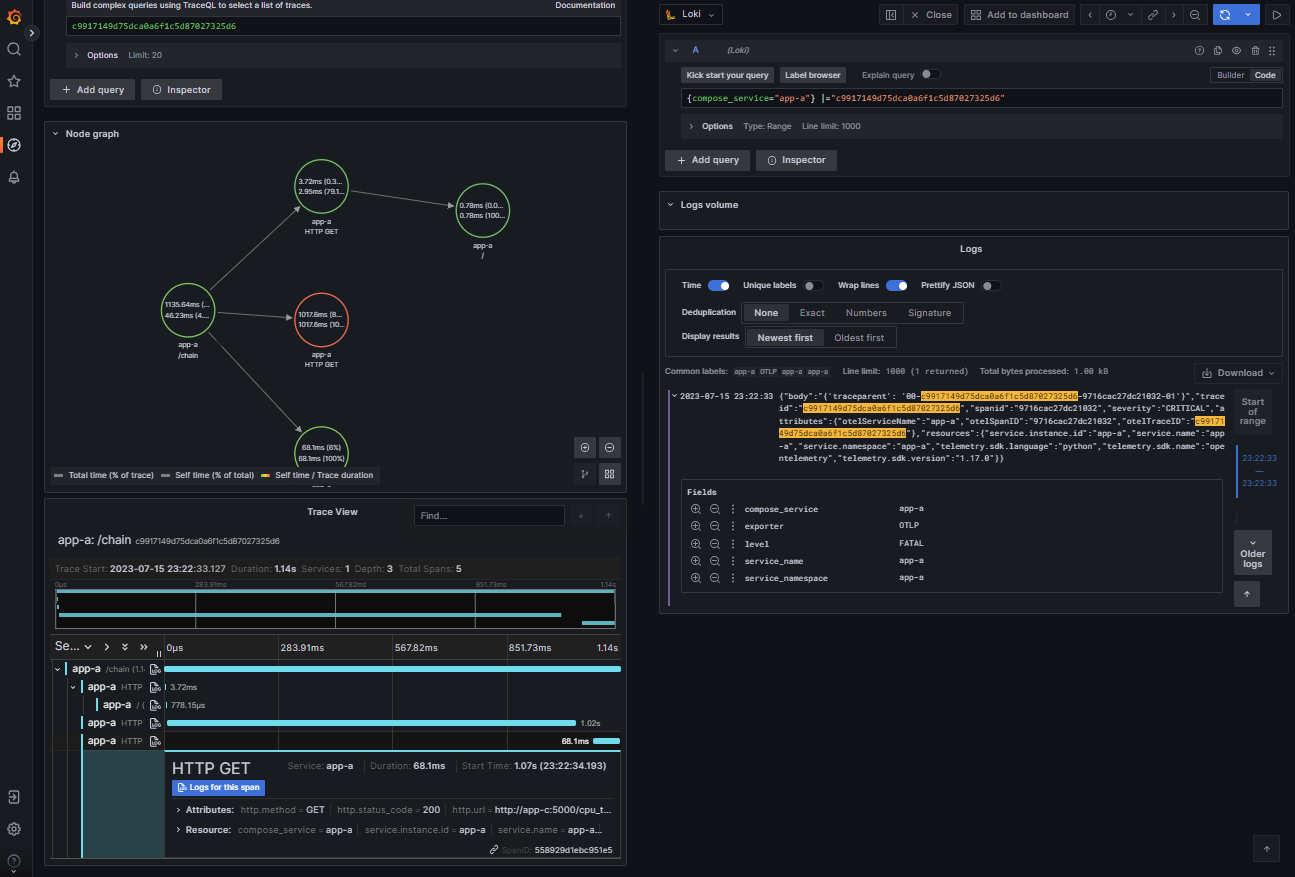 Build complex queries using TraceQL to select a list of traces.
Documentation
c9917149d75dca0a6f1c5d87027325d6
Options Limit: 20
+ Add query
Inspector
Node graph
3.72ms (0.3...
2.95ms (79.1...
app-a
HTTP GET
0.78ms (0.0...
0.78ms (100...
app-a
/
1135.64ms (...
46.23ms (4....
app-a
/chain
1017.6ms (8...
1017.6ms (10...
app-a
HTTP GET
68.1ms (6%)
68.1ms (100%)
Total time (% of trace) Self time (% of total) Self time / Trace duration
Trace View
Find...
app-a: /chain c9917149d75dca0a6f1c5d87027325d6
Trace Start: 2023-07-15 23:22:33.127 Duration: 1.14s Services: 1 Depth: 3 Total Spans: 5
0µs 283.91ms 567.82ms 851.73ms 1.14s
Se... 0µs 283.91ms 567.82ms 851.73ms 1.14s
app-a /chain (1.1
app-a HTTP 3.72ms
app-a / ( 778.15µs
app-a HTTP 1.02s
app-a HTTP 68.1ms
HTTP GET
Service: app-a Duration: 68.1ms Start Time: 1.07s (23:22:34.193)
Logs for this span
Attributes: http.method = GET http.status_code = 200 http.url = http://app-c:5000/cpu_t...
Resource: compose_service = app-a service.instance.id = app-a service.name = app-a...
SpanID: 558929d1ebc951e5
Loki
Close
Add to dashboard
A (Loki)
Kick start your query
Label browser
Explain query
Builder Code
{compose_service="app-a"} |="c9917149d75dca0a6f1c5d87027325d6"
Options Type: Range Line limit: 1000
+ Add query
Inspector
Logs volume
Logs
Time Unique labels Wrap lines Prettify JSON
Deduplication None Exact Numbers Signature
Display results Newest first Oldest first
Common labels: app-a OTLP app-a app-a Line limit: 1000 (1 returned) Total bytes processed: 1.00 kB
Download
2023-07-15 23:22:33 {"body":"{'traceparent': '00-c9917149d75dca0a6f1c5d87027325d6-9716cac27dc21032-01'}","trace
id":"c9917149d75dca0a6f1c5d87027325d6","spanid":"9716cac27dc21032","severity":"CRITICAL","a
ttributes":{"otelServiceName":"app-a","otelSpanID":"9716cac27dc21032","otelTraceID":"c99171
49d75dca0a6f1c5d87027325d6"},"resources":{"service.instance.id":"app-a","service.name":"ap
p-a","service.namespace":"app-a","telemetry.sdk.language":"python","telemetry.sdk.name":"ope
ntelemetry","telemetry.sdk.version":"1.17.0"}}
Start
of
range
23:22:33
—
23:22:33
Fields
compose_service app-a
exporter OTLP
level FATAL
service_name app-a
service_namespace app-a
Older
logs